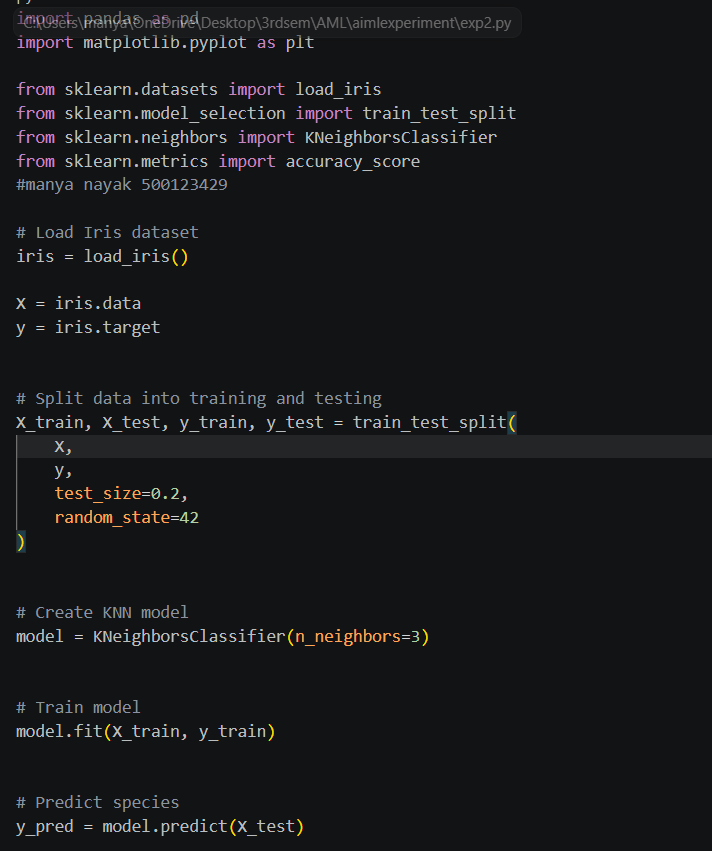 import pandas as pd
C:\Users\manya\OneDrive\Desktop\3rdsem\AML\aimlexperiment\exp2.py
import matplotlib.pyplot as plt
from sklearn.datasets import load_iris
from sklearn.model_selection import train_test_split
from sklearn.neighbors import KNeighborsClassifier
from sklearn.metrics import accuracy_score
#manya nayak 500123429
# Load Iris dataset
iris = load_iris()
X = iris.data
y = iris.target
# Split data into training and testing
X_train, X_test, y_train, y_test = train_test_split(
    X,
    y,
    test_size=0.2,
    random_state=42
)
# Create KNN model
model = KNeighborsClassifier(n_neighbors=3)
# Train model
model.fit(X_train, y_train)
# Predict species
y_pred = model.predict(X_test)